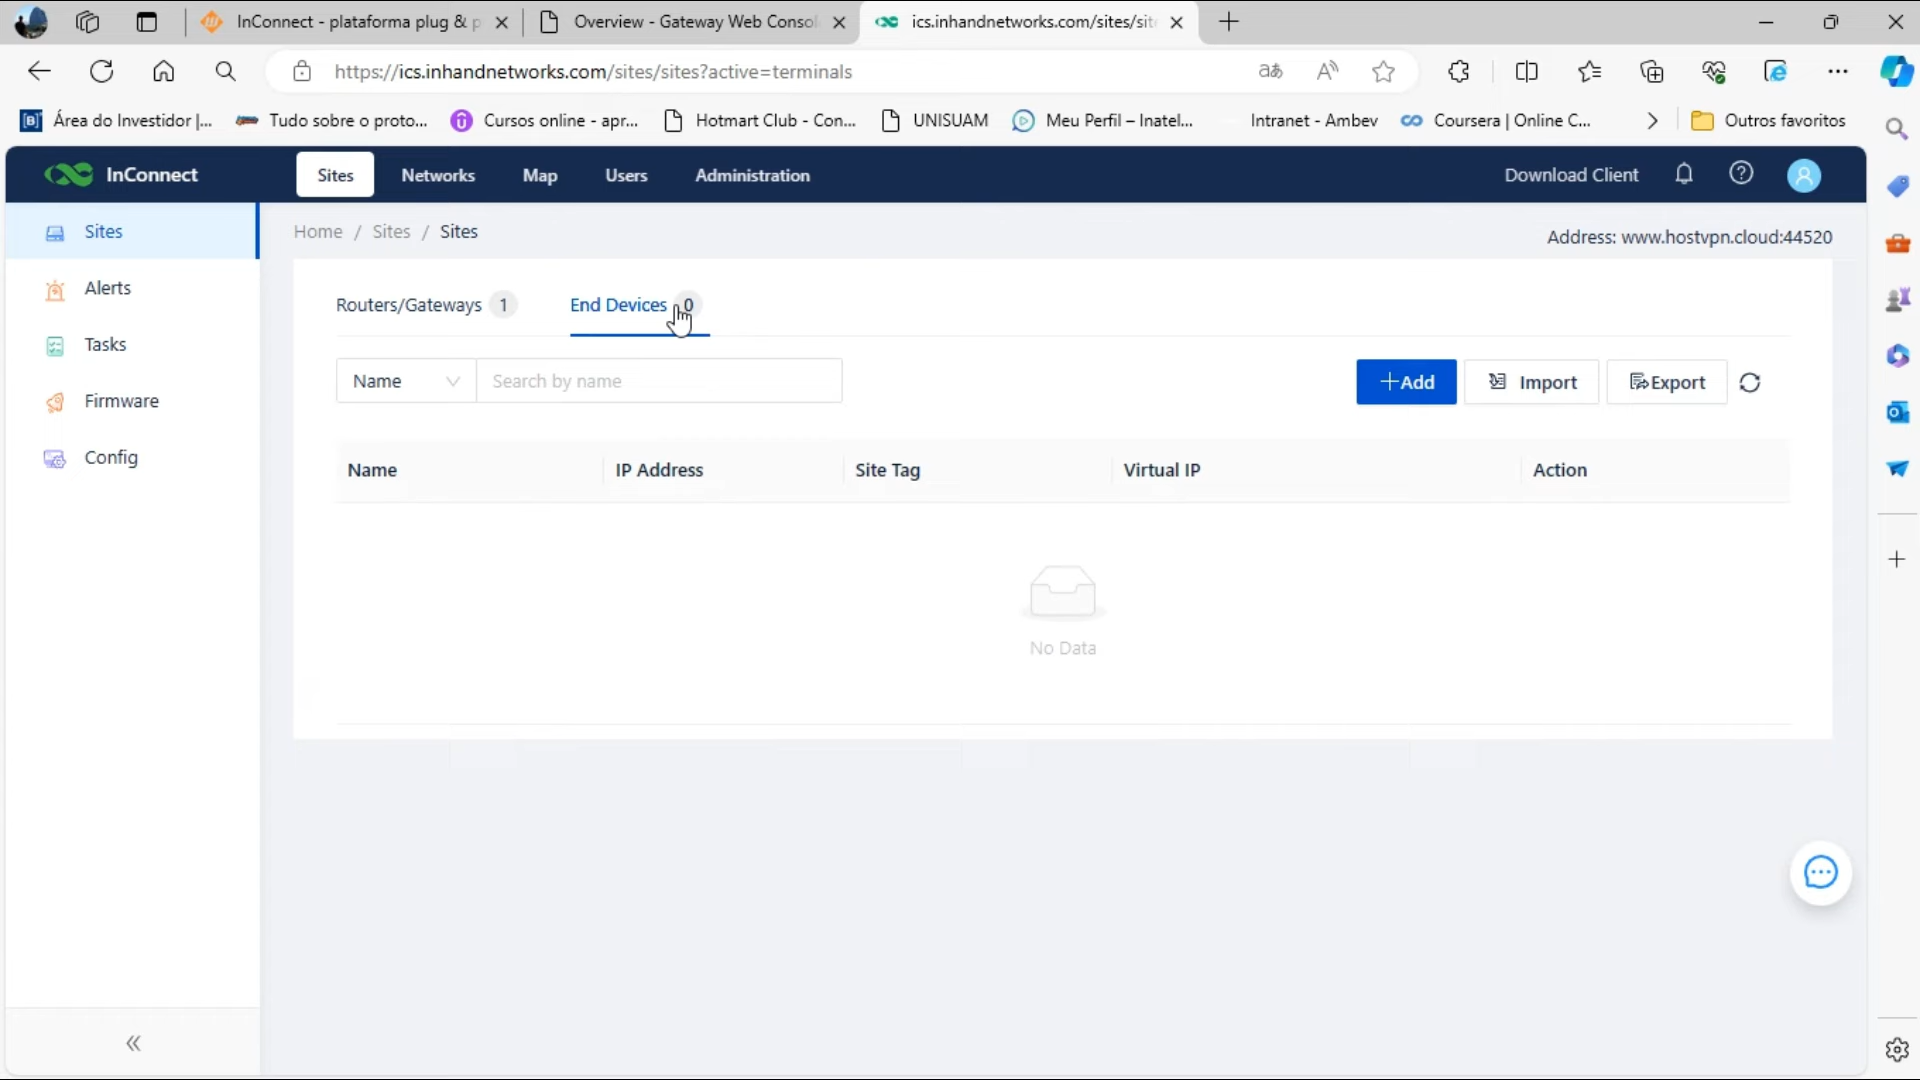 InConnect - plataforma plug & p
Overview - Gateway Web Consol
ics.inhandnetworks.com/sites/sit
https://ics.inhandnetworks.com/sites/sites?active=terminals
Área do Investidor |...
Tudo sobre o proto...
Cursos online - apr...
Hotmart Club - Con...
UNISUAM
Meu Perfil – Inatel...
Intranet - Ambev
Coursera | Online C...
Outros favoritos
InConnect
Sites
Networks
Map
Users
Administration
Download Client
Sites
Alerts
Tasks
Firmware
Config
Home / Sites / Sites
Address: www.hostvpn.cloud:44520
Routers/Gateways 1
End Devices 0
Name
Search by name
+Add
Import
Export
Name
IP Address
Site Tag
Virtual IP
Action
No Data